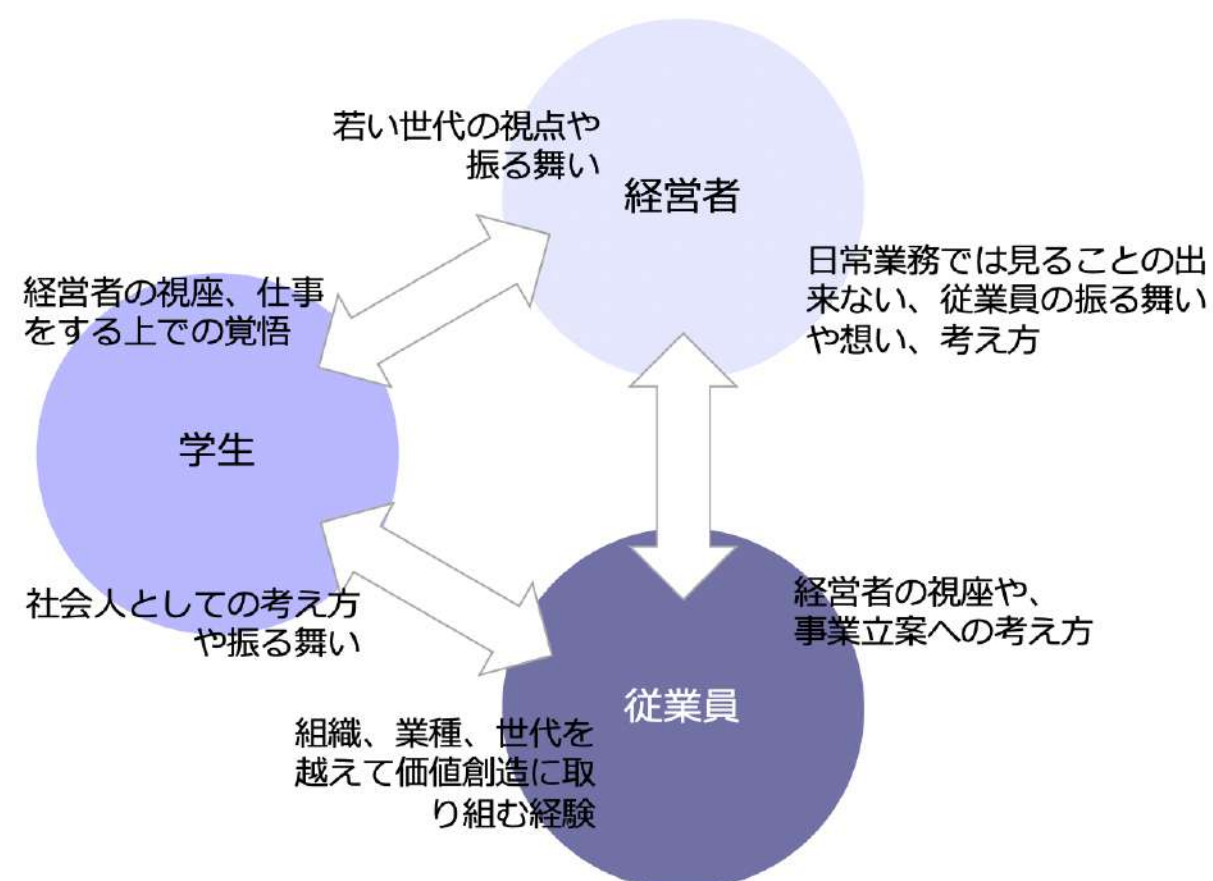 若い世代の視点や
振る舞い
経営者
日常業務では見ることの出
来ない、従業員の振る舞い
や想い、考え方
経営者の視座、仕事
をする上での覚悟
学生
社会人としての考え方
や振る舞い
経営者の視座や、
事業立案への考え方
従業員
組織、業種、世代を
越えて価値創造に取
り組む経験